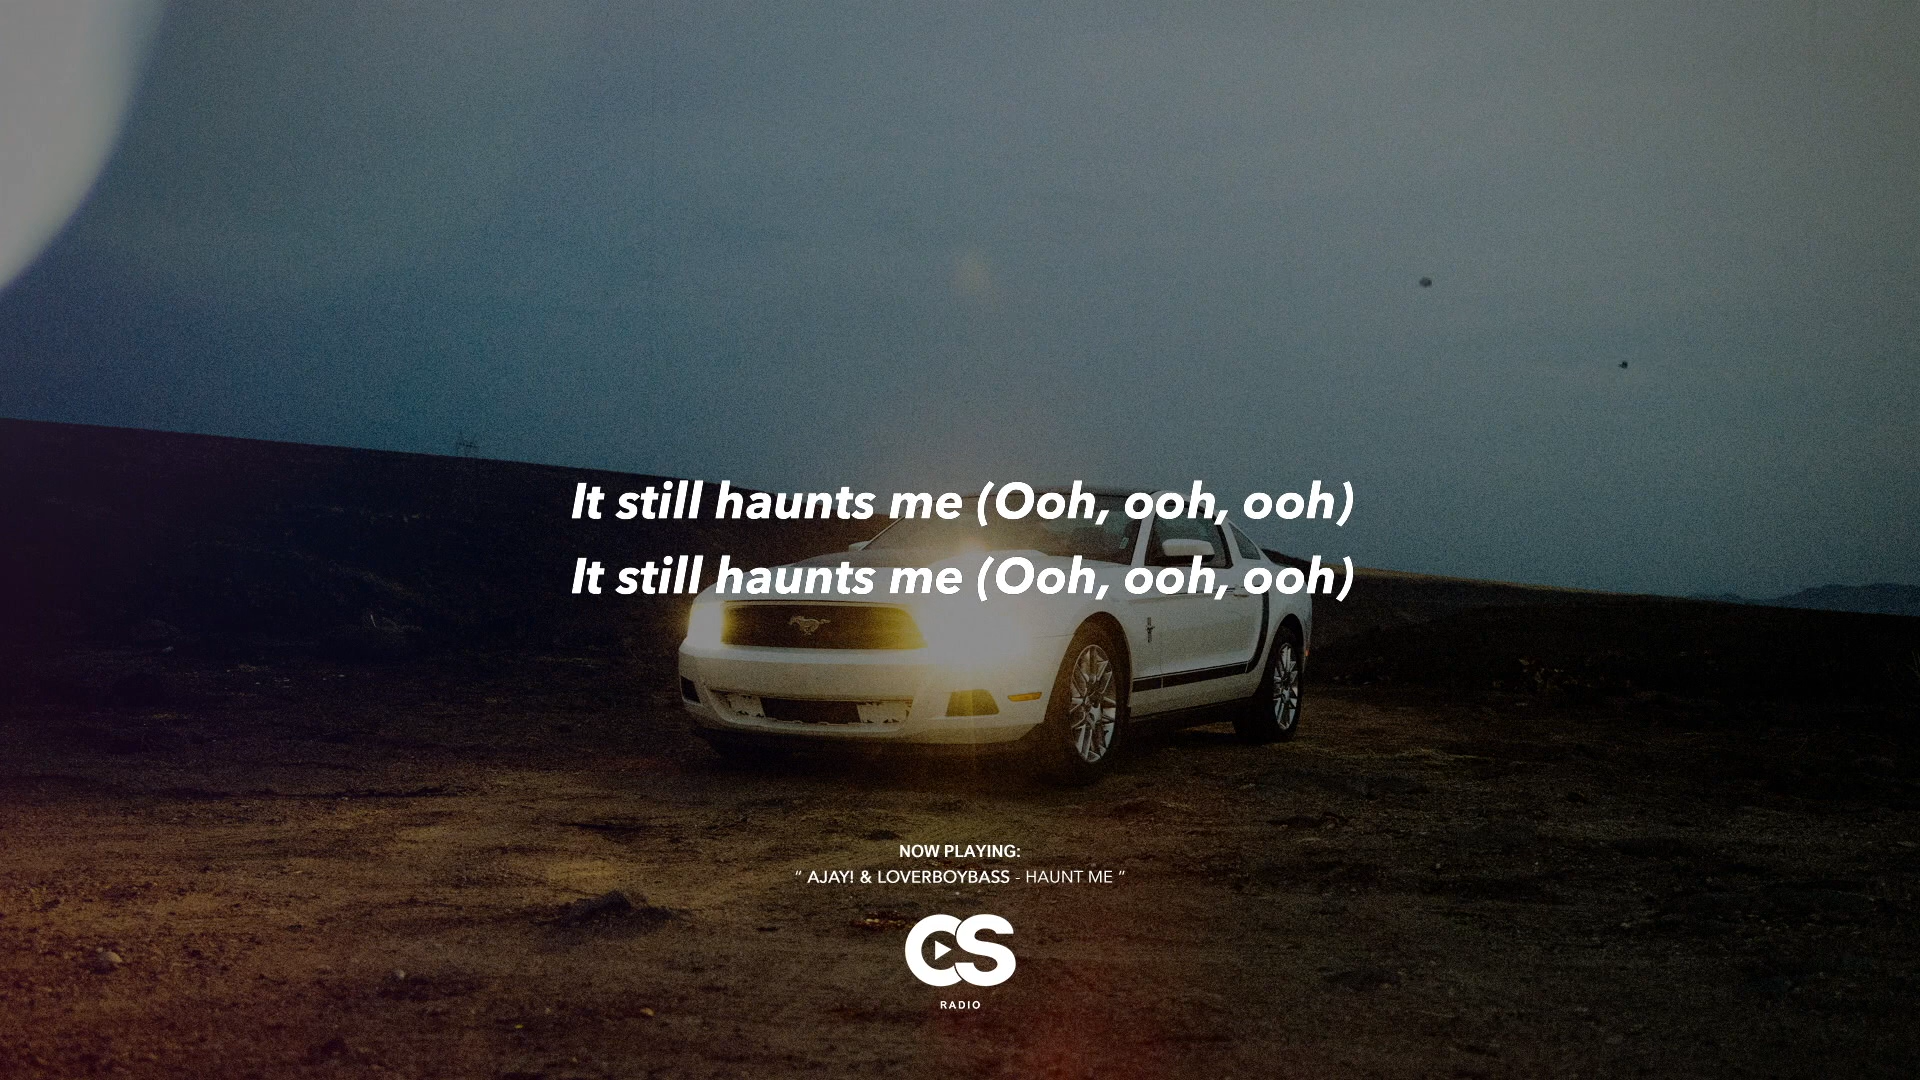 It still haunts me (Ooh, ooh, ooh)
It still haunts me (Ooh, ooh, ooh)
NOW PLAYING:
“ AJAY! & LOVERBOYBASS - HAUNT ME ”
CS
RADIO